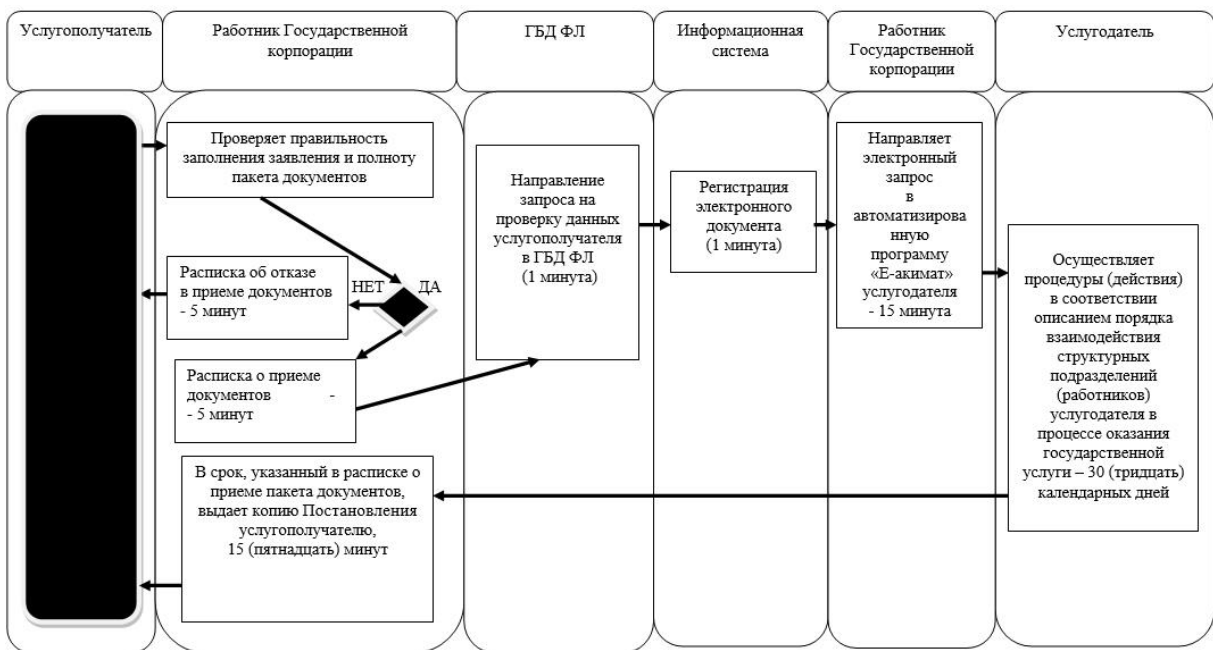 Услугополучатель
Работник Государственной
корпорации
ГБД ФЛ
Информационная
система
Работник
Государственной
корпорации
Услугодатель
Проверяет правильность
заполнения заявления и полноту
пакета документов
НЕТ
ДА
Расписка об отказе
в приеме документов
- 5 минут
Расписка о приеме
документов -
- 5 минут
В срок, указанный в расписке о
приеме пакета документов,
выдает копию Постановления
услугополучателю,
15 (пятнадцать) минут
Направление
запроса на
проверку данных
услугополучателя
в ГБД ФЛ
(1 минута)
Регистрация
электронного
документа
(1 минута)
Направляет
электронный
запрос
в
автоматизирова
нную
программу
«Е-акимат»
услугодателя
- 15 минута
Осуществляет
процедуры (действия)
в соответствии
описанием порядка
взаимодействия
структурных
подразделений
(работников)
услугодателя в
процессе оказания
государственной
услуги – 30 (тридцать)
календарных дней